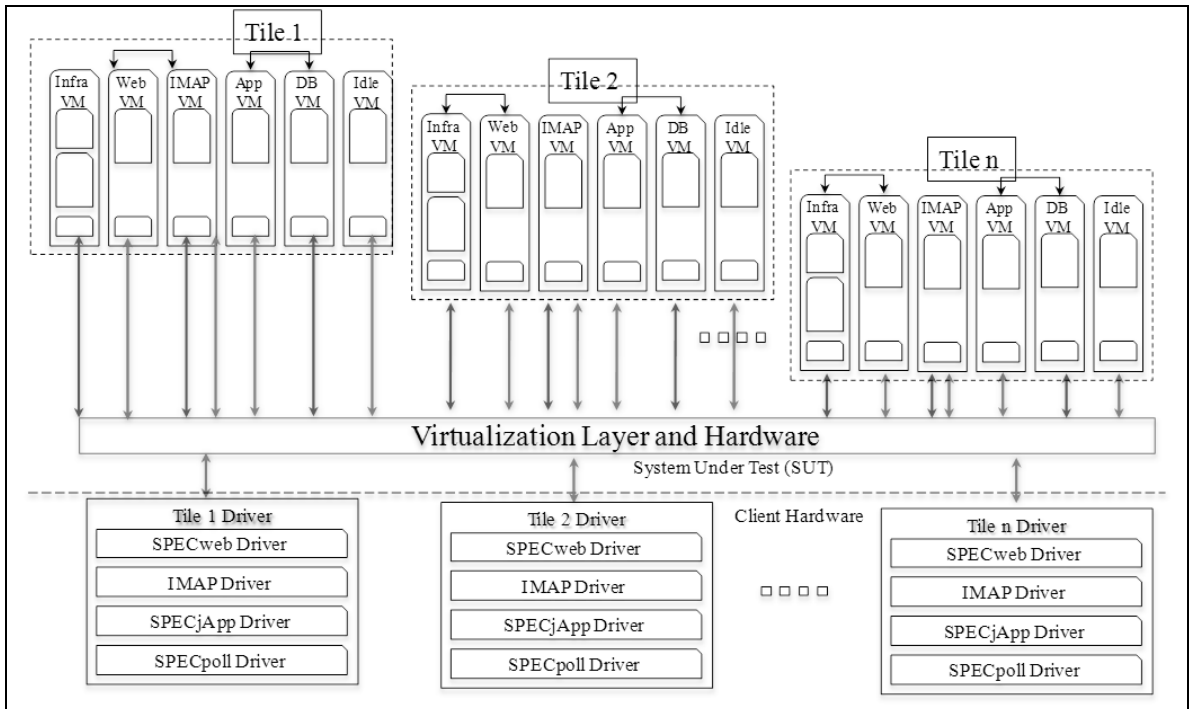 Tile 1
Infra VM
Web VM
IMAP VM
App VM
DB VM
Idle VM
Tile 2
Infra VM
Web VM
IMAP VM
App VM
DB VM
Idle VM
Tile n
Infra VM
Web VM
IMAP VM
App VM
DB VM
Idle VM
Virtualization Layer and Hardware
System Under Test (SUT)
Client Hardware
Tile 1 Driver
SPECweb Driver
IMAP Driver
SPECjApp Driver
SPECpoll Driver
Tile 2 Driver
SPECweb Driver
IMAP Driver
SPECjApp Driver
SPECpoll Driver
Tile n Driver
SPECweb Driver
IMAP Driver
SPECjApp Driver
SPECpoll Driver